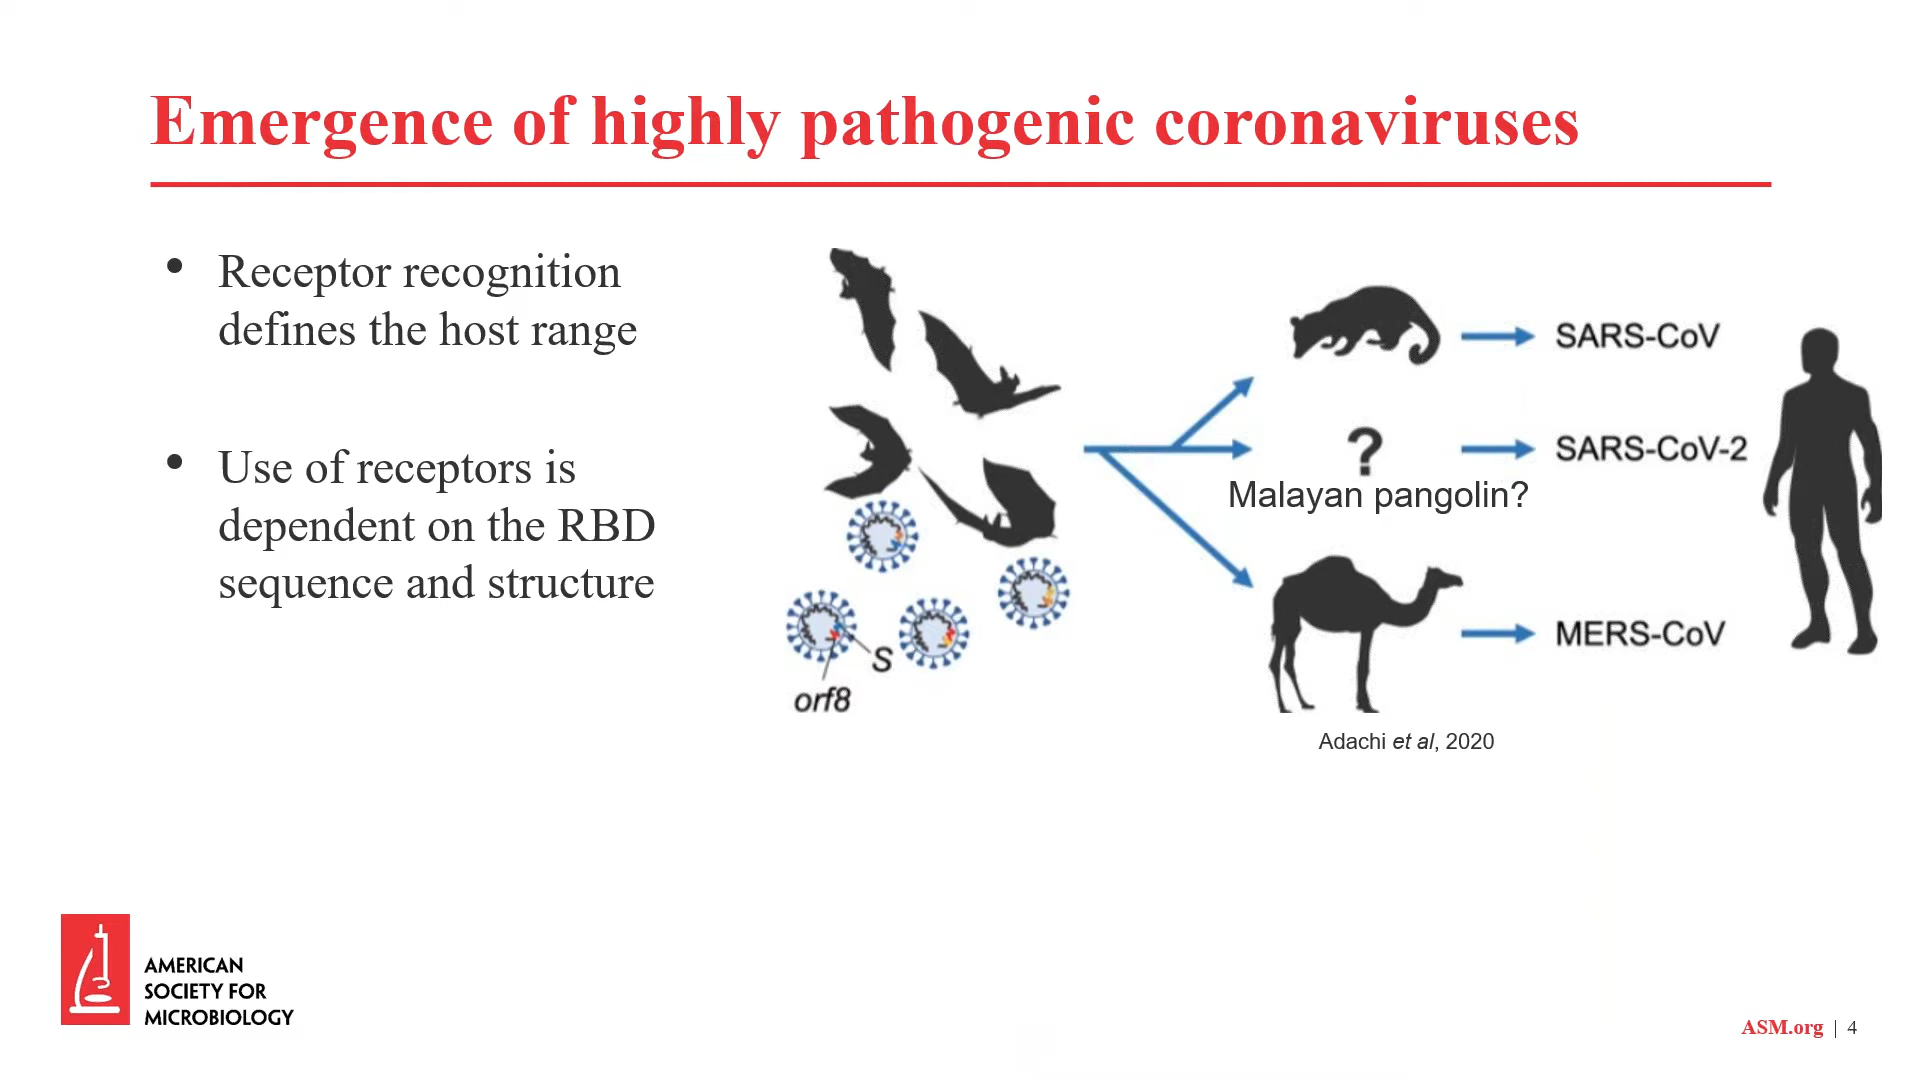 Emergence of highly pathogenic coronaviruses
• Receptor recognition
defines the host range
• Use of receptors is
dependent on the RBD
sequence and structure
SARS-CoV
?
SARS-CoV-2
Malayan pangolin?
MERS-CoV
S
orf8
Adachi et al, 2020
AMERICAN
SOCIETY FOR
MICROBIOLOGY
ASM.org | 4